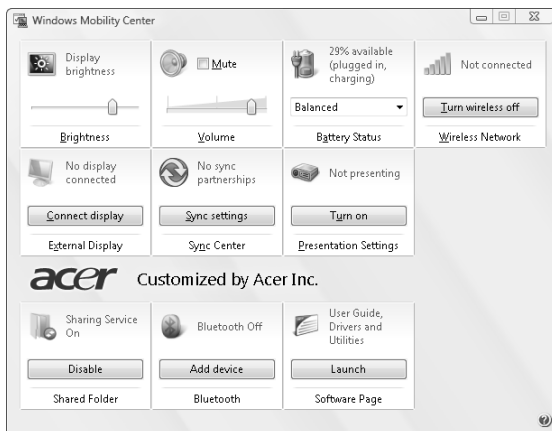 Windows Mobility Center
Display
brightness
Brightness
Mute
Volume
29% available
(plugged in,
charging)
Balanced
Battery Status
Not connected
Turn wireless off
Wireless Network
No display
connected
Connect display
External Display
No sync
partnerships
Sync settings
Sync Center
Not presenting
Turn on
Presentation Settings
acer Customized by Acer Inc.
Sharing Service
On
Disable
Shared Folder
Bluetooth Off
Add device
Bluetooth
User Guide,
Drivers and
Utilities
Launch
Software Page